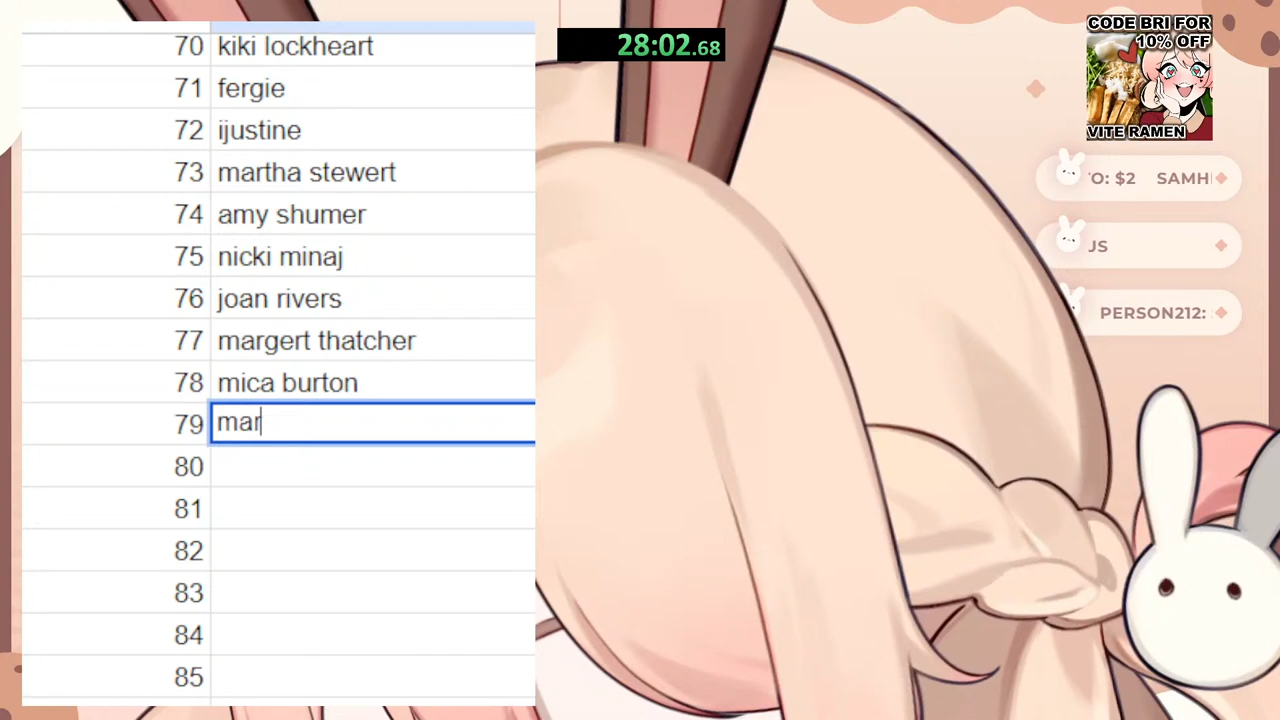 70 kiki lockheart
71 fergie
72 ijustine
73 martha stewert
74 amy shumer
75 nicki minaj
76 joan rivers
77 margert thatcher
78 mica burton
79 mar
80
81
82
83
84
85
28:02.68
CODE BRI FOR
10% OFF
VITE RAMEN
O: $2 SAMH
JS
PERSON212: